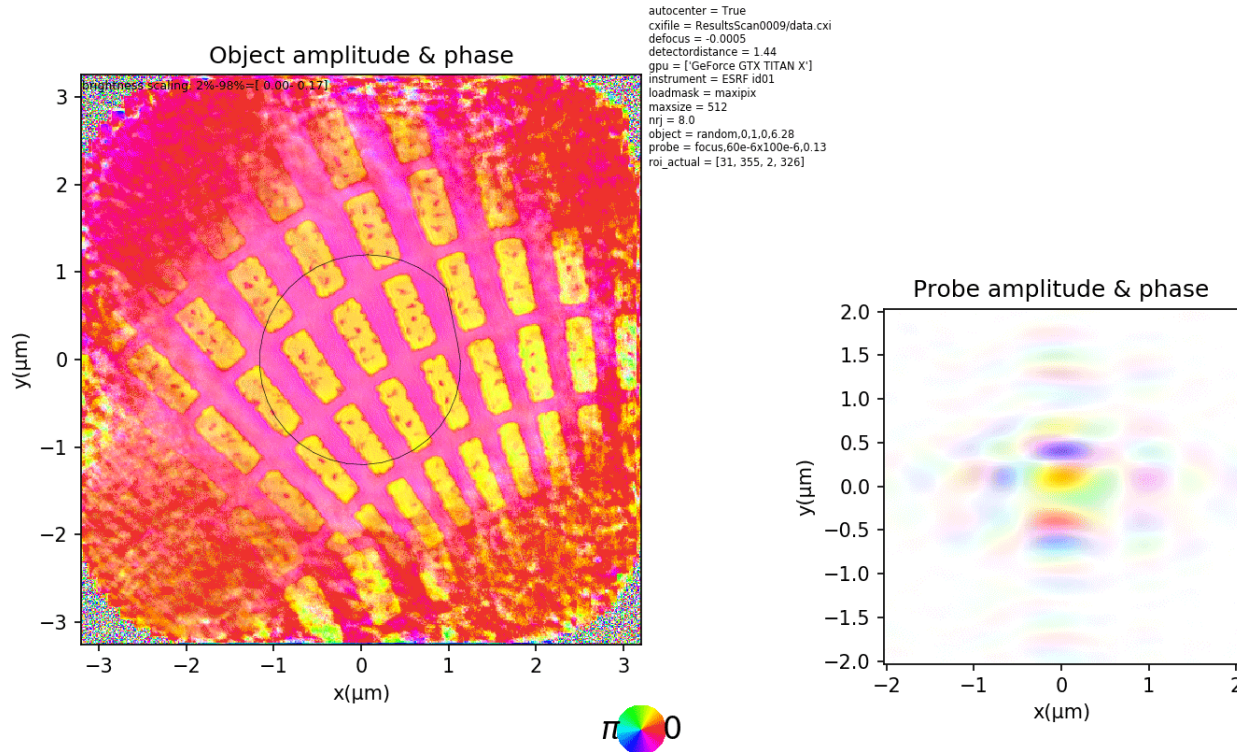 autocenter = True
cxifile = ResultsScan0009/data.cxi
defocus = -0.0005
detectordistance = 1.44
gpu = ['GeForce GTX TITAN X']
instrument = ESRF id01
loadmask = maxipix
maxsize = 512
nrj = 8.0
object = random,0,1,0,6.28
probe = focus,60e-6x100e-6,0.13
roi_actual = [31, 355, 2, 326]
Object amplitude & phase
brightness scaling: 2%-98%=[ 0.00- 0.17]
3
2
1
0
−1
−2
−3
y(μm)
−3 −2 −1 0 1 2 3
x(μm)
Probe amplitude & phase
2.0
1.5
1.0
0.5
0.0
−0.5
−1.0
−1.5
−2.0
y(μm)
−2 −1 0 1 2
x(μm)
π 0